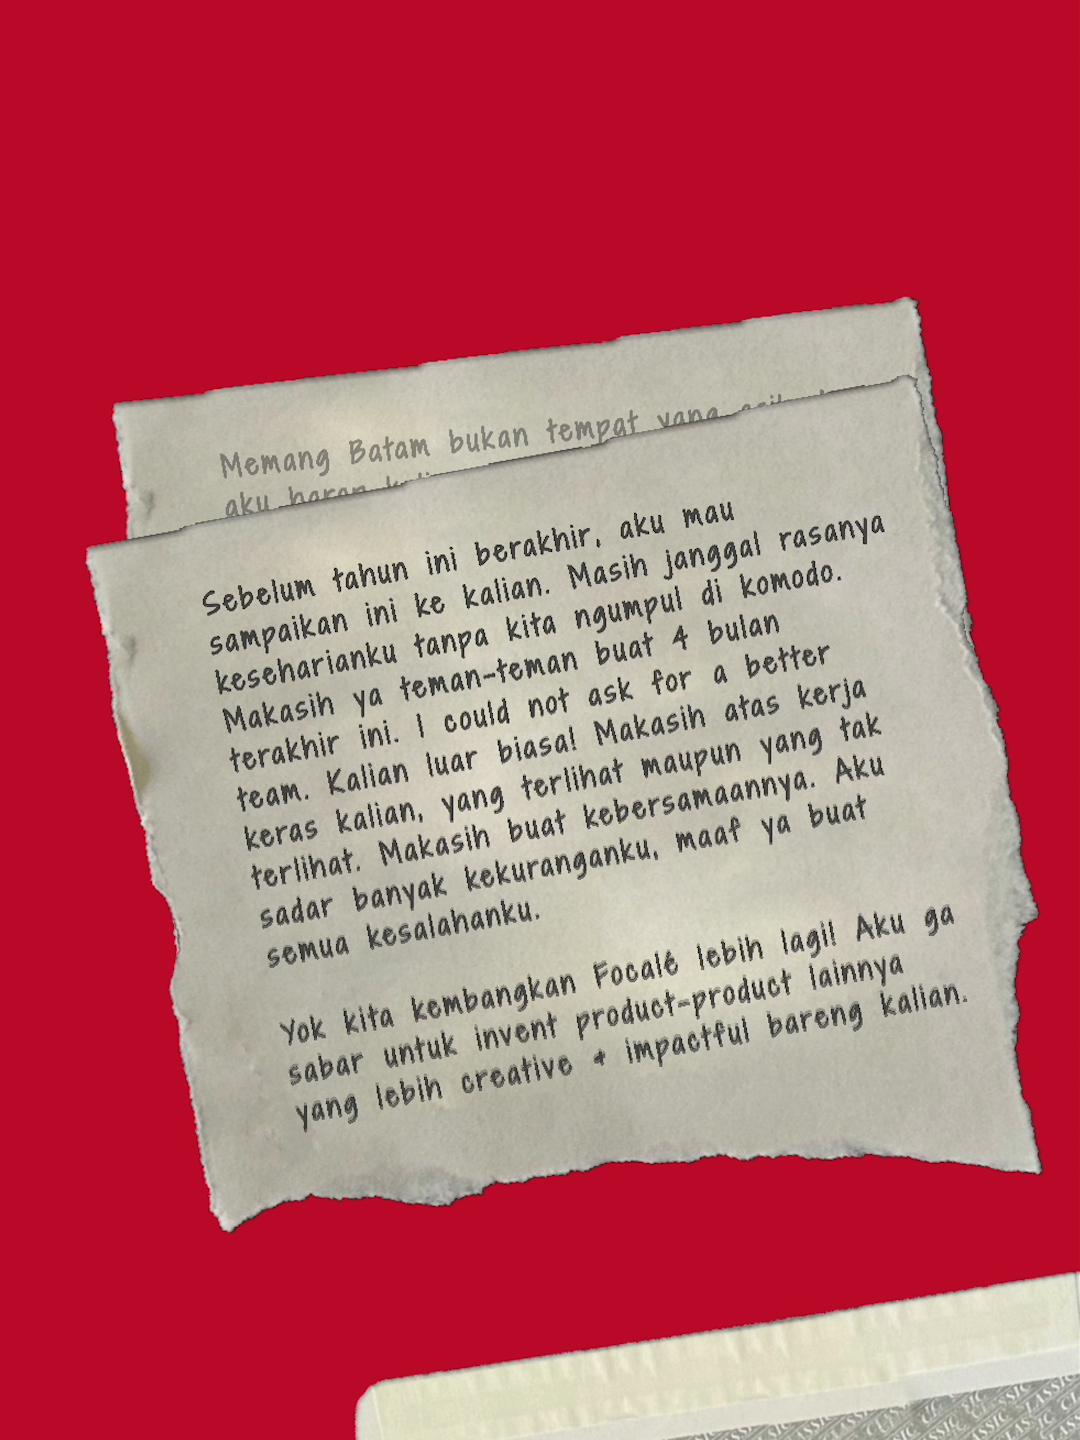 Memang Batam bukan tempat yang
aku harap
Sebelum tahun ini berakhir, aku mau
sampaikan ini ke kalian. Masih janggal rasanya
keseharianku tanpa kita ngumpul di komodo.
Makasih ya teman-teman buat 4 bulan
terakhir ini. I could not ask for a better
team. Kalian luar biasa! Makasih atas kerja
keras kalian, yang terlihat maupun yang tak
terlihat. Makasih buat kebersamaannya. Aku
sadar banyak kekuranganku, maaf ya buat
semua kesalahanku.
Yok kita kembangkan Focalé lebih lagi! Aku ga
sabar untuk invent product-product lainnya
yang lebih creative & impactful bareng kalian.
CLASSIC CLASSIC CLASSIC